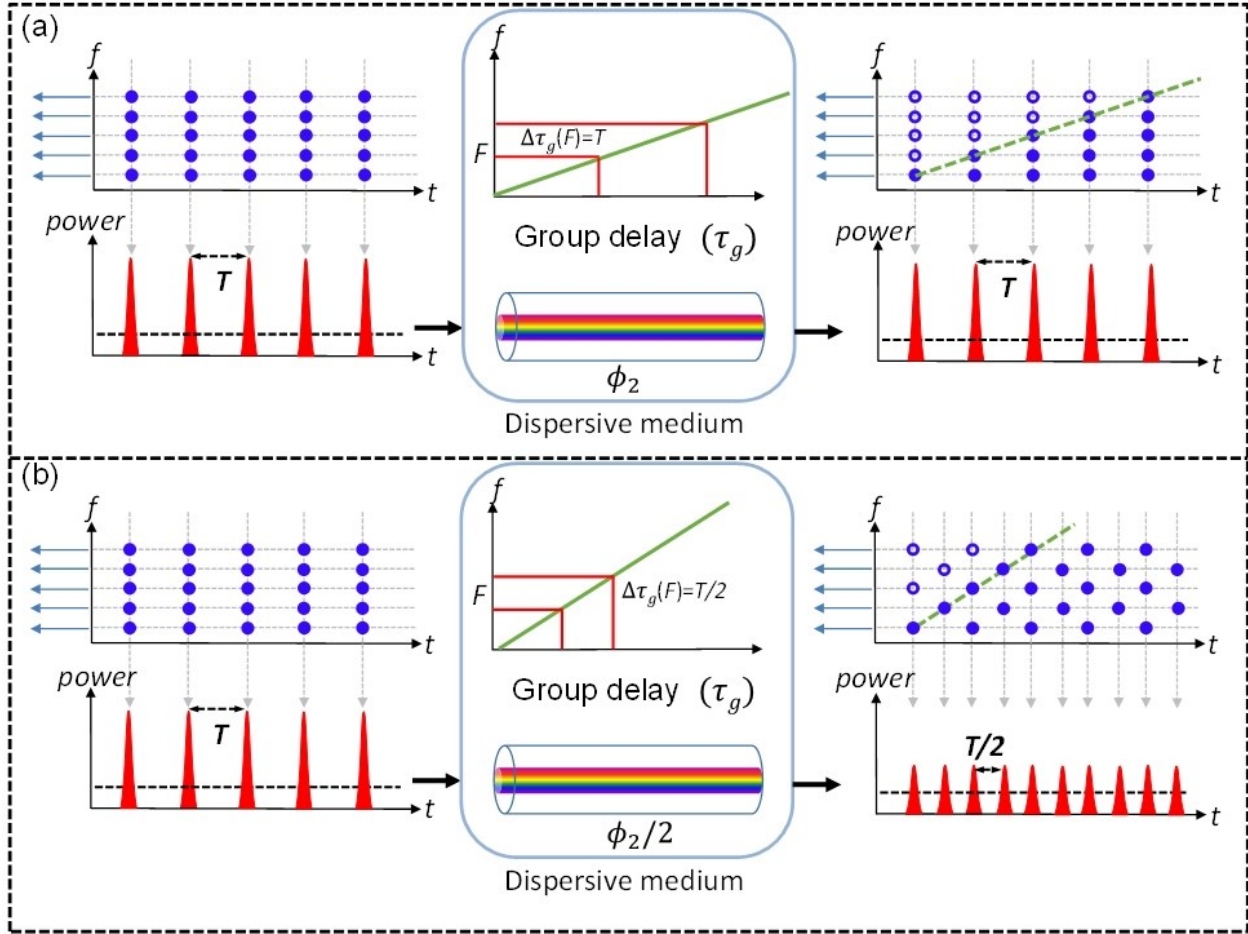 (a)
f
t
power
T
t
f
F
Δτg(F)=T
Group delay (τg)
ϕ2
Dispersive medium
f
t
power
T
t
(b)
f
t
power
T
t
f
F
Δτg(F)=T/2
Group delay (τg)
ϕ2/2
Dispersive medium
f
t
power
T/2
t